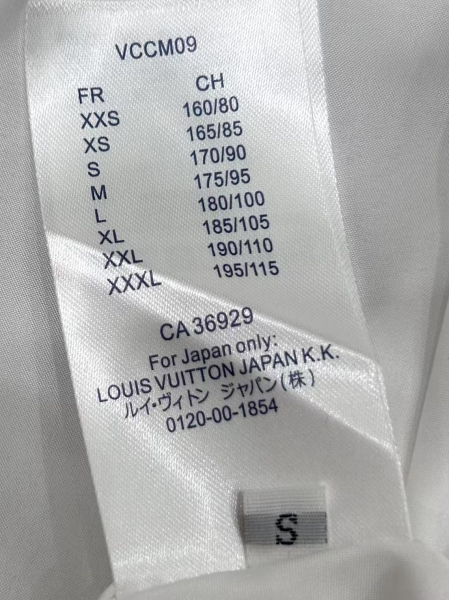 VCCM09
FR CH
XXS 160/80
XS 165/85
S 170/90
M 175/95
L 180/100
XL 185/105
XXL 190/110
XXXL 195/115
CA 36929
For Japan only:
LOUIS VUITTON JAPAN K.K.
ルイ・ヴィトン ジャパン(株)
0120-00-1854
S